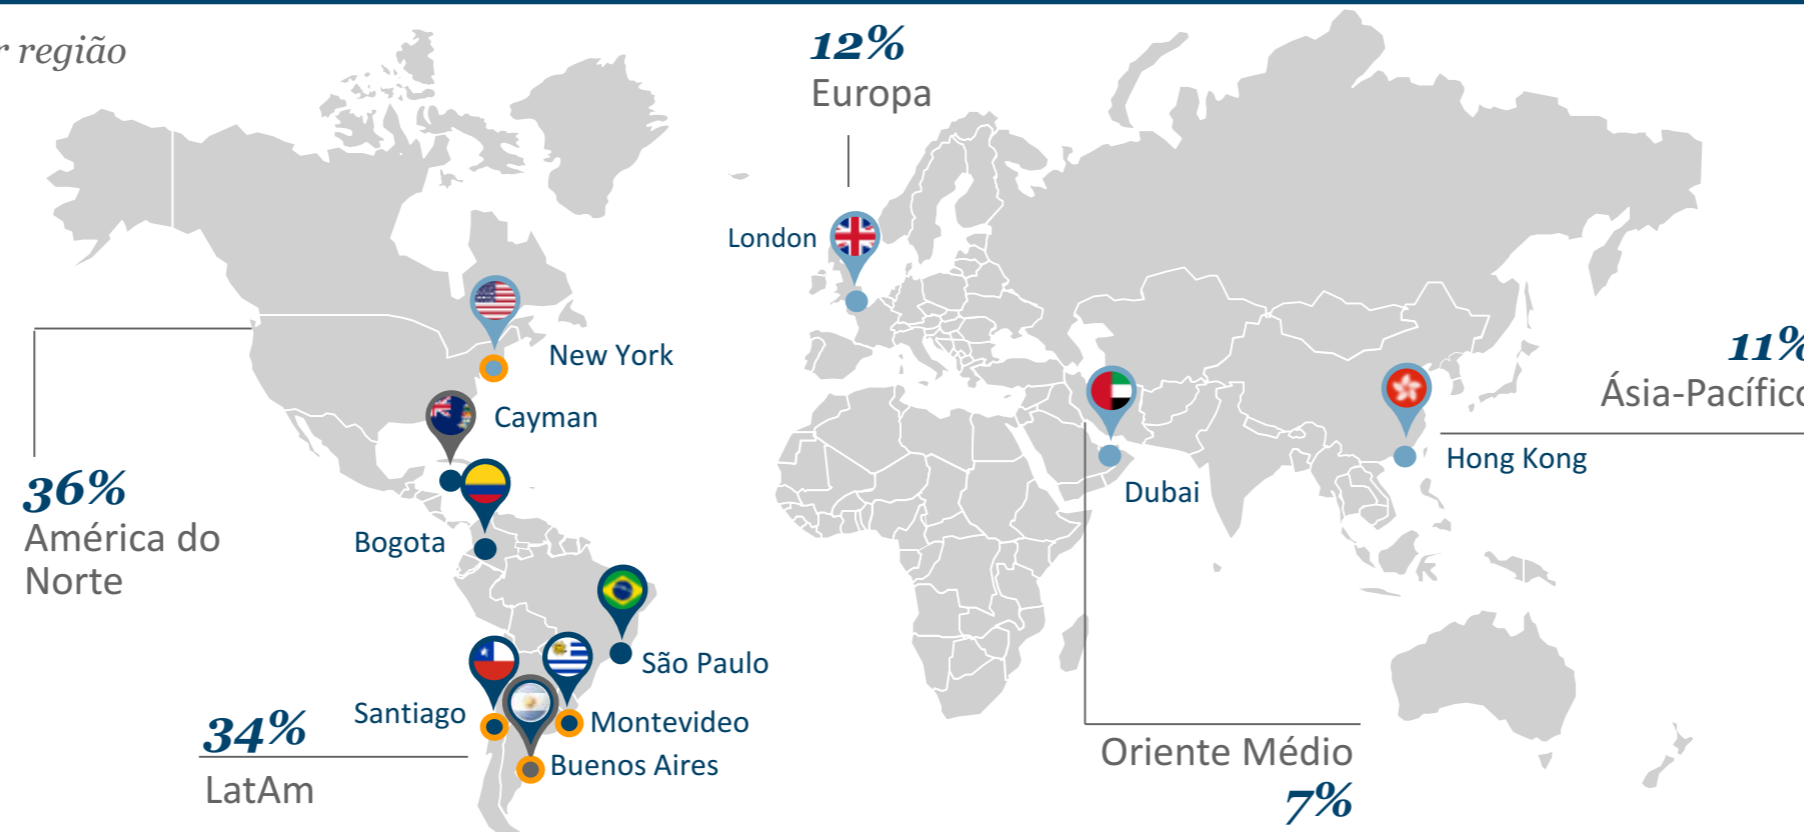 região
12%
Europa
London
New York
Cayman
36%
América do
Norte
Bogota
São Paulo
Santiago
Montevideo
Buenos Aires
34%
LatAm
11%
Ásia-Pacífico
Hong Kong
Dubai
Oriente Médio
7%